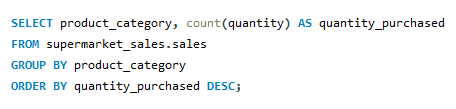 SELECT product_category, count(quantity) AS quantity_purchased
FROM supermarket_sales.sales
GROUP BY product_category
ORDER BY quantity_purchased DESC;